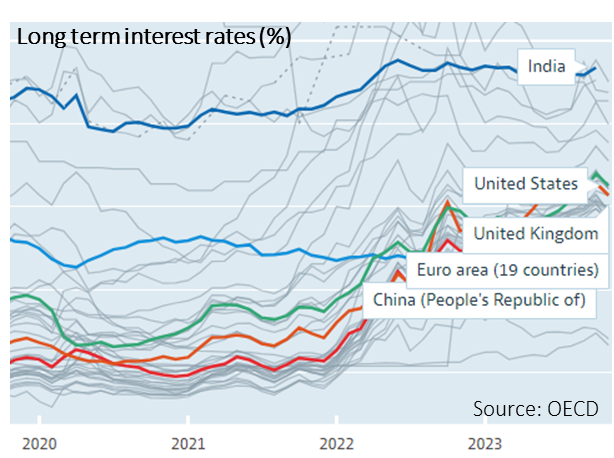 Long term interest rates (%)
India
United States
United Kingdom
Euro area (19 countries)
China (People's Republic of)
Source: OECD
2020 2021 2022 2023